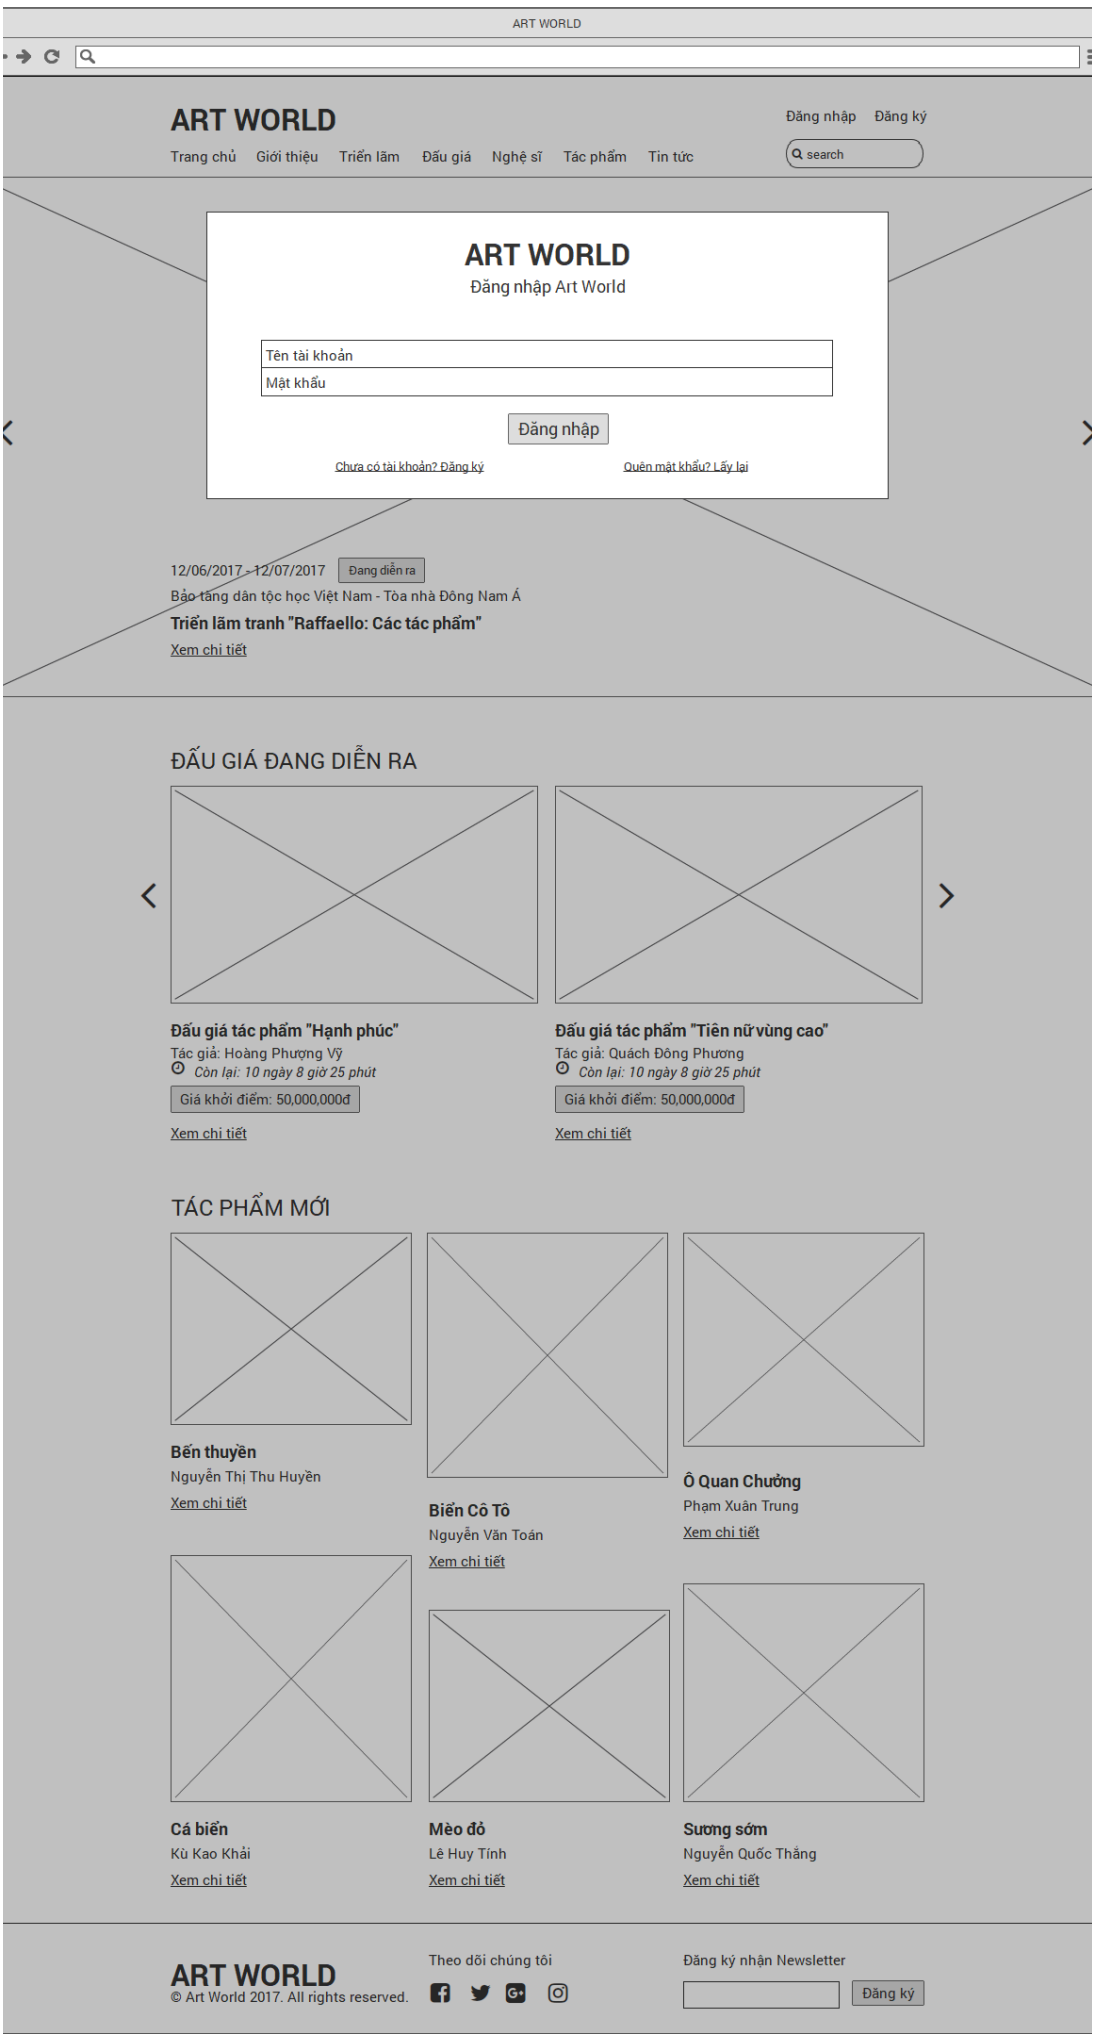 ART WORLD
ART WORLD
Đăng nhập Đăng ký
Trang chủ Giới thiệu Triển lãm Đấu giá Nghệ sĩ Tác phẩm Tin tức
search
ART WORLD
Đăng nhập Art World
Tên tài khoản
Mật khẩu
Đăng nhập
Chưa có tài khoản? Đăng ký
Quên mật khẩu? Lấy lại
12/06/2017 - 12/07/2017 Đang diễn ra
Bảo tăng dân tộc học Việt Nam - Tòa nhà Đông Nam Á
Triển lãm tranh "Raffaello: Các tác phẩm"
Xem chi tiết
ĐẤU GIÁ ĐANG DIỄN RA
Đấu giá tác phẩm "Hạnh phúc"
Tác giả: Hoàng Phượng Vỹ
Còn lại: 10 ngày 8 giờ 25 phút
Giá khởi điểm: 50,000,000đ
Xem chi tiết
Đấu giá tác phẩm "Tiên nữ vùng cao"
Tác giả: Quách Đông Phương
Còn lại: 10 ngày 8 giờ 25 phút
Giá khởi điểm: 50,000,000đ
Xem chi tiết
TÁC PHẨM MỚI
Bến thuyền
Nguyễn Thị Thu Huyền
Xem chi tiết
Biển Cô Tô
Nguyễn Văn Toán
Xem chi tiết
Ô Quan Chưởng
Phạm Xuân Trung
Xem chi tiết
Cá biển
Kù Kao Khải
Xem chi tiết
Mèo đỏ
Lê Huy Tính
Xem chi tiết
Sương sớm
Nguyễn Quốc Thắng
Xem chi tiết
ART WORLD
© Art World 2017. All rights reserved.
Theo dõi chúng tôi
Đăng ký nhận Newsletter
Đăng ký